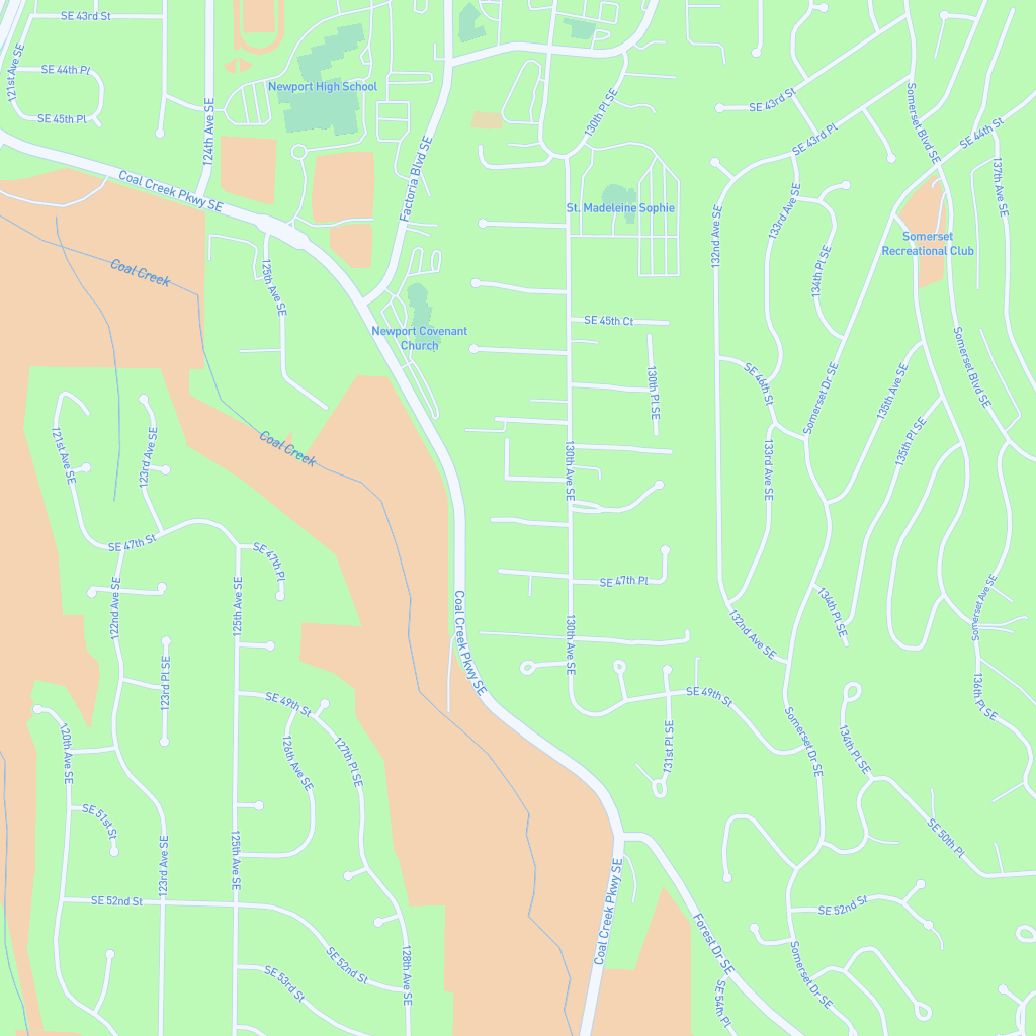 SE 43rd St
121st Ave SE
SE 44th Pl
SE 45th Pl
124th Ave SE
Newport High School
Coal Creek Pkwy SE
Factoria Blvd SE
130th Pl SE
SE 43rd St
SE 43rd Pl
Somerset Blvd SE
SE 44th St
137th Ave SE
St. Madeleine Sophie
132nd Ave SE
133rd Ave SE
134th Pl SE
Somerset
Recreational Club
Coal Creek
125th Ave SE
Newport Covenant
Church
SE 45th Ct
130th Pl SE
SE 46th St
Somerset Dr SE
135th Ave SE
Somerset Blvd SE
135th Pl SE
121st Ave SE
123rd Ave SE
Coal Creek
130th Ave SE
133rd Ave SE
SE 47th St
SE 47th Pl
122nd Ave SE
125th Ave SE
SE 47th Pl
Coal Creek Pkwy SE
130th Ave SE
132nd Ave SE
134th Pl SE
Somerset Ave SE
123rd Pl SE
SE 49th St
SE 49th St
136th Pl SE
120th Ave SE
126th Ave SE
127th Pl SE
131st Pl SE
Somerset Dr SE
134th Pl SE
SE 51st St
123rd Ave SE
125th Ave SE
SE 50th Pl
SE 52nd St
SE 52nd St
128th Ave SE
SE 53rd St
Coal Creek Pkwy SE
Forest Dr SE
SE 52nd St
Somerset Dr SE
SE 54th Pl